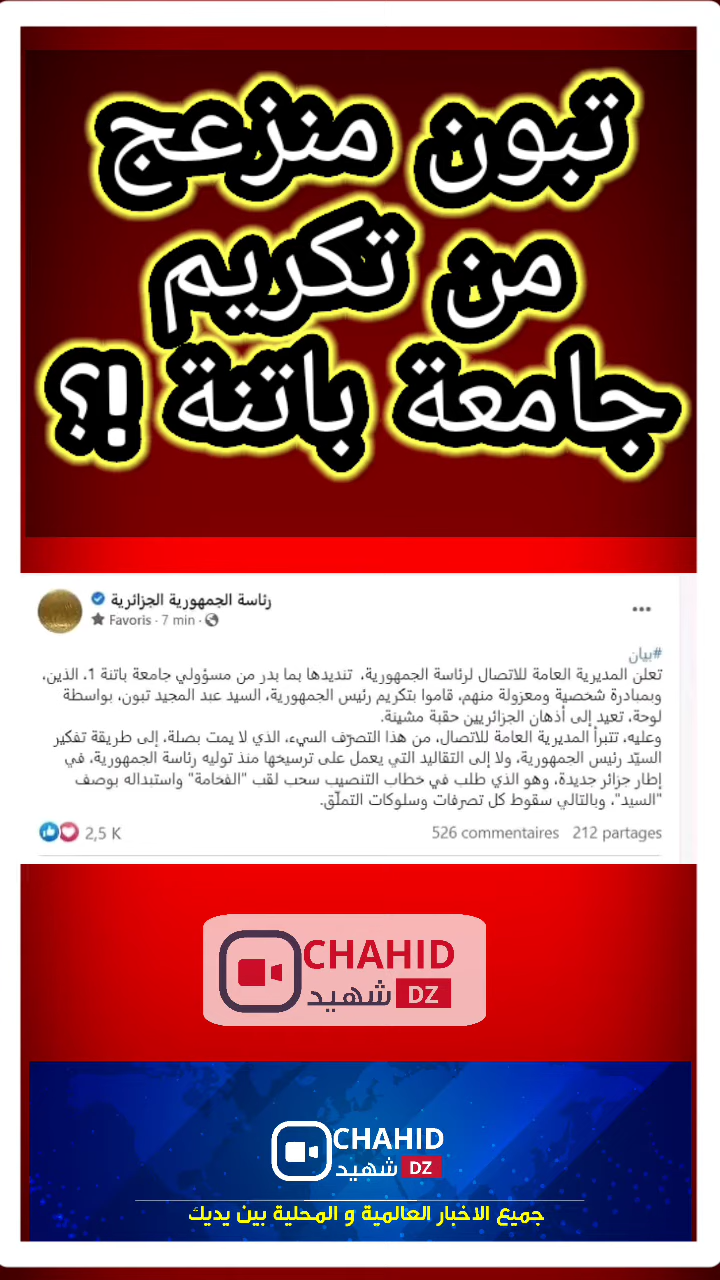 تبون منزعج
من تكريم
جامعة باتنة !؟
رئاسة الجمهورية الجزائرية
Favoris · 7 min ·
#بيان
تعلن المديرية العامة للاتصال لرئاسة الجمهورية، تنديدها بما بدر من مسؤولي جامعة باتنة 1، الذين،
وبمبادرة شخصية ومعزولة منهم، قاموا بتكريم رئيس الجمهورية، السيد عبد المجيد تبون، بواسطة
لوحة، تعيد إلى أذهان الجزائريين حقبة مشينة.
وعليه، تتبرأ المديرية العامة للاتصال، من هذا التصرّف السيء، الذي لا يمت بصلة، إلى طريقة تفكير
السيّد رئيس الجمهورية، ولا إلى التقاليد التي يعمل على ترسيخها منذ توليه رئاسة الجمهورية، في
إطار جزائر جديدة، وهو الذي طلب في خطاب التنصيب سحب لقب "الفخامة" واستبداله بوصف
"السيد"، وبالتالي سقوط كل تصرفات وسلوكات التملّق.
2,5 K 526 commentaires 212 partages
CHAHID
شهيد DZ
CHAHID
شهيد DZ
جميع الاخبار العالمية و المحلية بين يديك